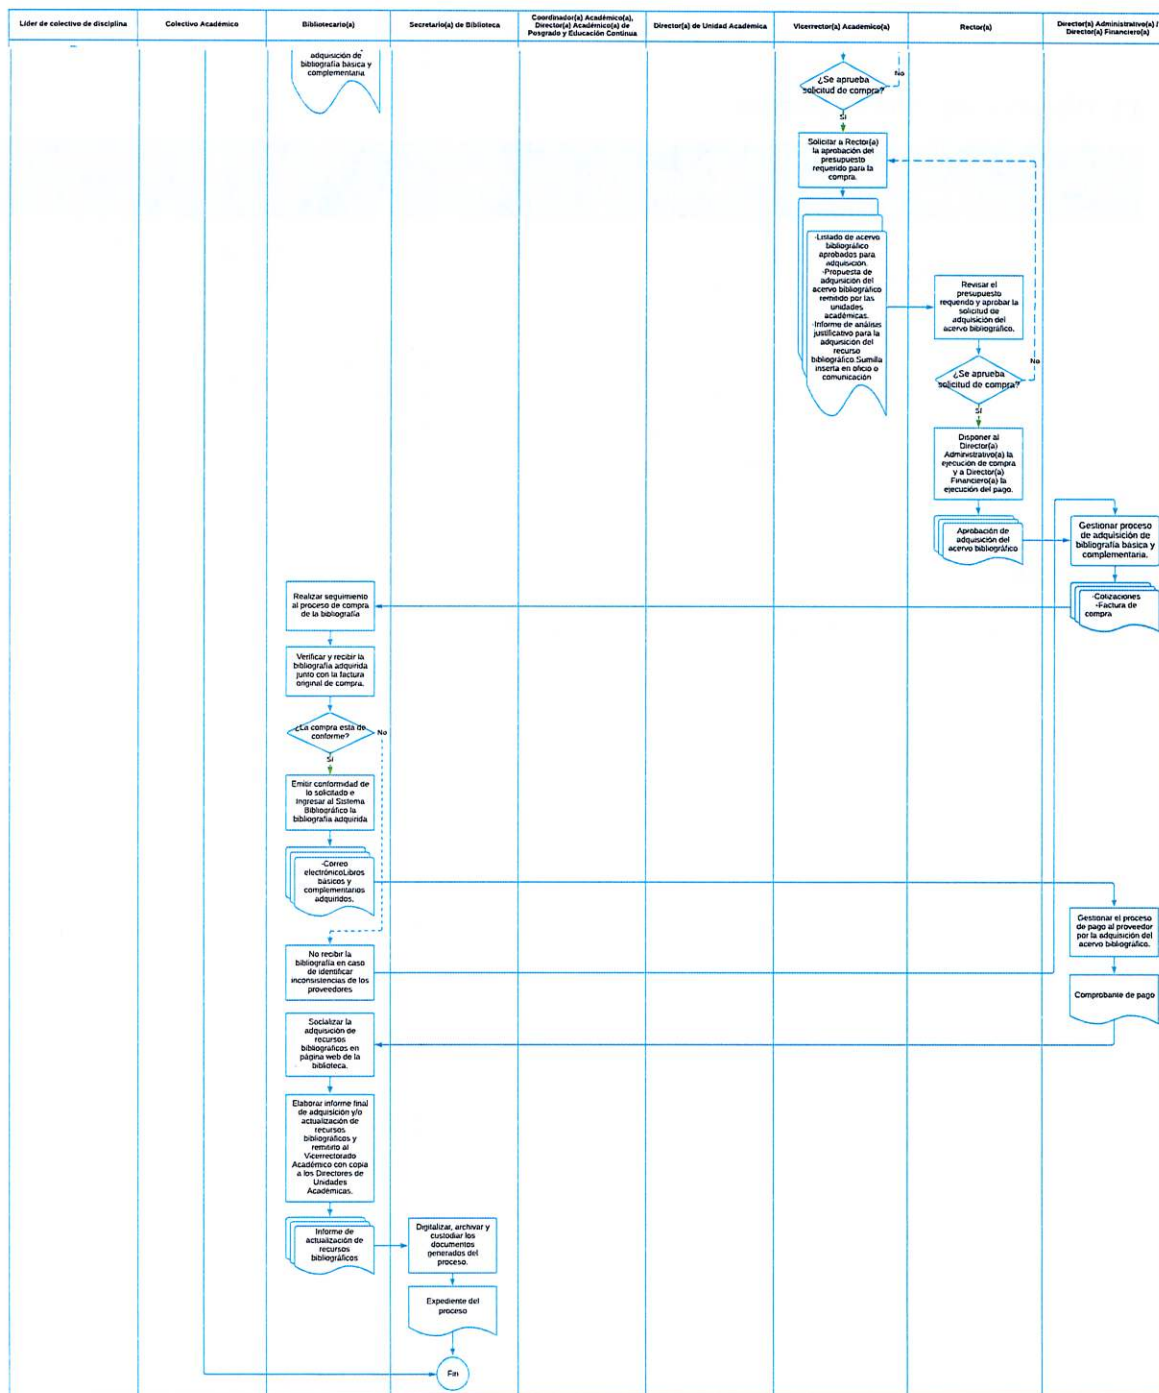 Líder de colectivo de disciplina
Colectivo Académico
Bibliotecario(a)
Secretario(a) de Biblioteca
Coordinador(a) Académico(a),
Director(a) Académico(a) de
Posgrado y Educación Continua
Director(a) de Unidad Académica
Vicerrector(a) Académico(a)
Rector(a)
Director(a) Administrativo(a) /
Director(a) Financiero(a)
adquisición de
bibliografía básica y
complementaria
¿Se aprueba
solicitud de compra?
No
Sí
Solicitar a Rector(a)
la aprobación del
presupuesto
requerido para la
compra.
-Listado de acervo
bibliográfico
aprobados para
adquisición.
-Propuesta de
adquisición del
acervo bibliográfico
remitido por las
unidades
académicas.
-Informe de análisis
justificativo para la
adquisición del
recurso
bibliográfico.Sumilla
inserta en oficio o
comunicación
Revisar el
presupuesto
requerido y aprobar la
solicitud de
adquisición del
acervo bibliográfico.
¿Se aprueba
solicitud de compra?
No
Sí
Disponer al
Director(a)
Administrativo(a) la
ejecución de compra
y a Director(a)
Financiero(a) la
ejecución del pago.
Aprobación de
adquisición del
acervo bibliográfico
Gestionar proceso
de adquisición de
bibliografía básica y
complementaria.
-Cotizaciones
-Factura de
compra
Realizar seguimiento
al proceso de compra
de la bibliografía
Verificar y recibir la
bibliografía adquirida
junto con la factura
original de compra.
¿La compra esta de
conforme?
No
Sí
Emitir conformidad de
lo solicitado e
ingresar al Sistema
Bibliográfico la
bibliografía adquirida
-Correo
electrónicoLibros
básicos y
complementarios
adquiridos.
Gestionar el proceso
de pago al proveedor
por la adquisición del
acervo bibliográfico.
No recibir la
bibliografía en caso
de identificar
inconsistencias de los
proveedores
Comprobante de pago
Socializar la
adquisición de
recursos
bibliográficos en
página web de la
biblioteca.
Elaborar informe final
de adquisición y/o
actualización de
recursos
bibliográficos y
remitirlo al
Vicerrectorado
Académico con copia
a los Directores de
Unidades
Académicas.
Informe de
actualización de
recursos
bibliográficos
Digitalizar, archivar y
custodiar los
documentos
generados del
proceso.
Expediente del
proceso
Fin